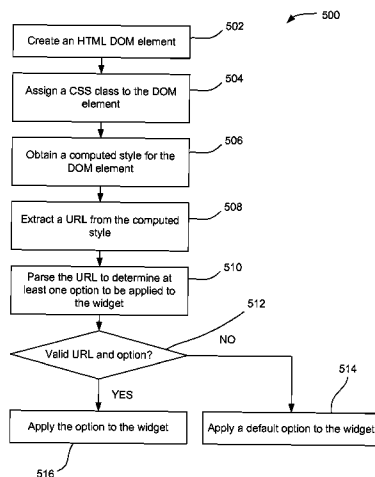 500
502
Create an HTML DOM element
504
Assign a CSS class to the DOM
element
506
Obtain a computed style for the
DOM element
508
Extract a URL from the computed
style
510
Parse the URL to determine at
least one option to be applied to
the widget
512
Valid URL and option?
NO
514
YES
Apply the option to the widget
Apply a default option to the widget
516